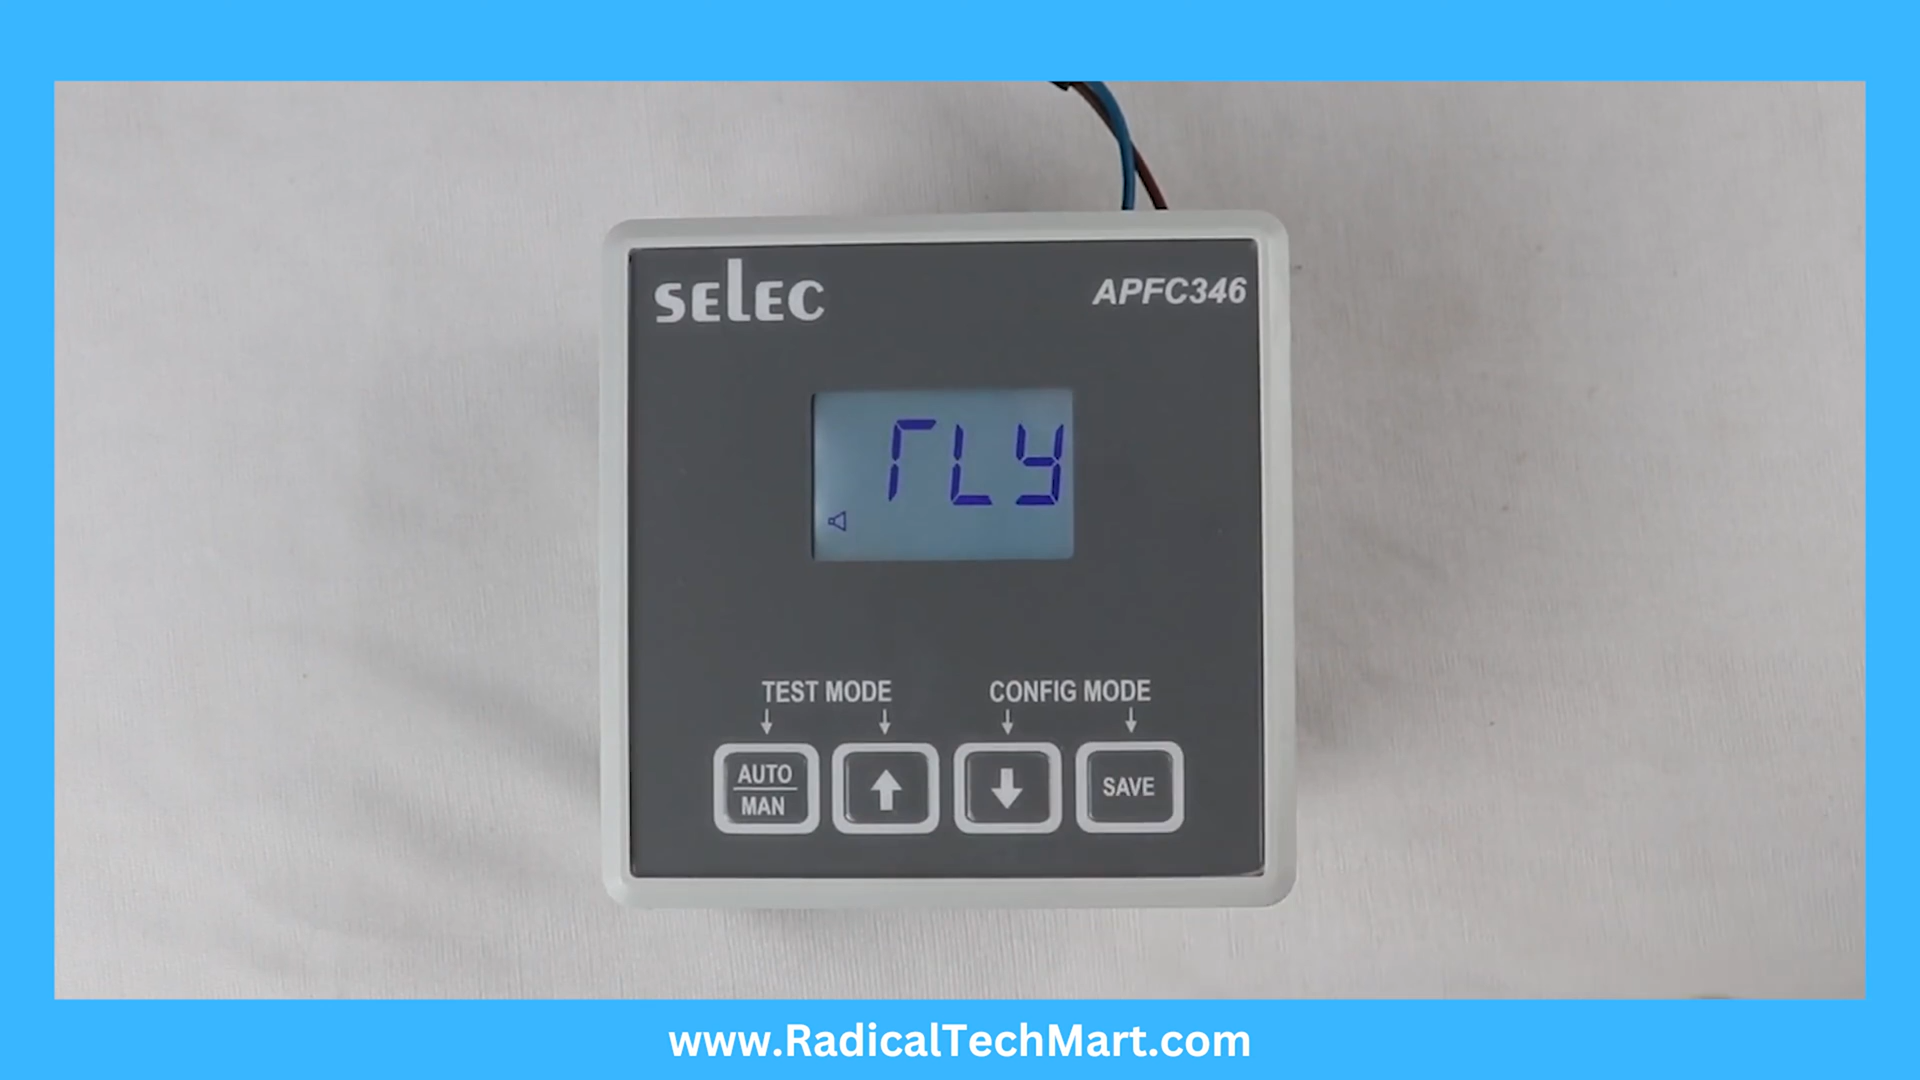 SELEC
APFC346
rLY
TEST MODE
CONFIG MODE
↓ ↓ ↓ ↓
AUTO
MAN
↑
↓
SAVE
www.RadicalTechMart.com